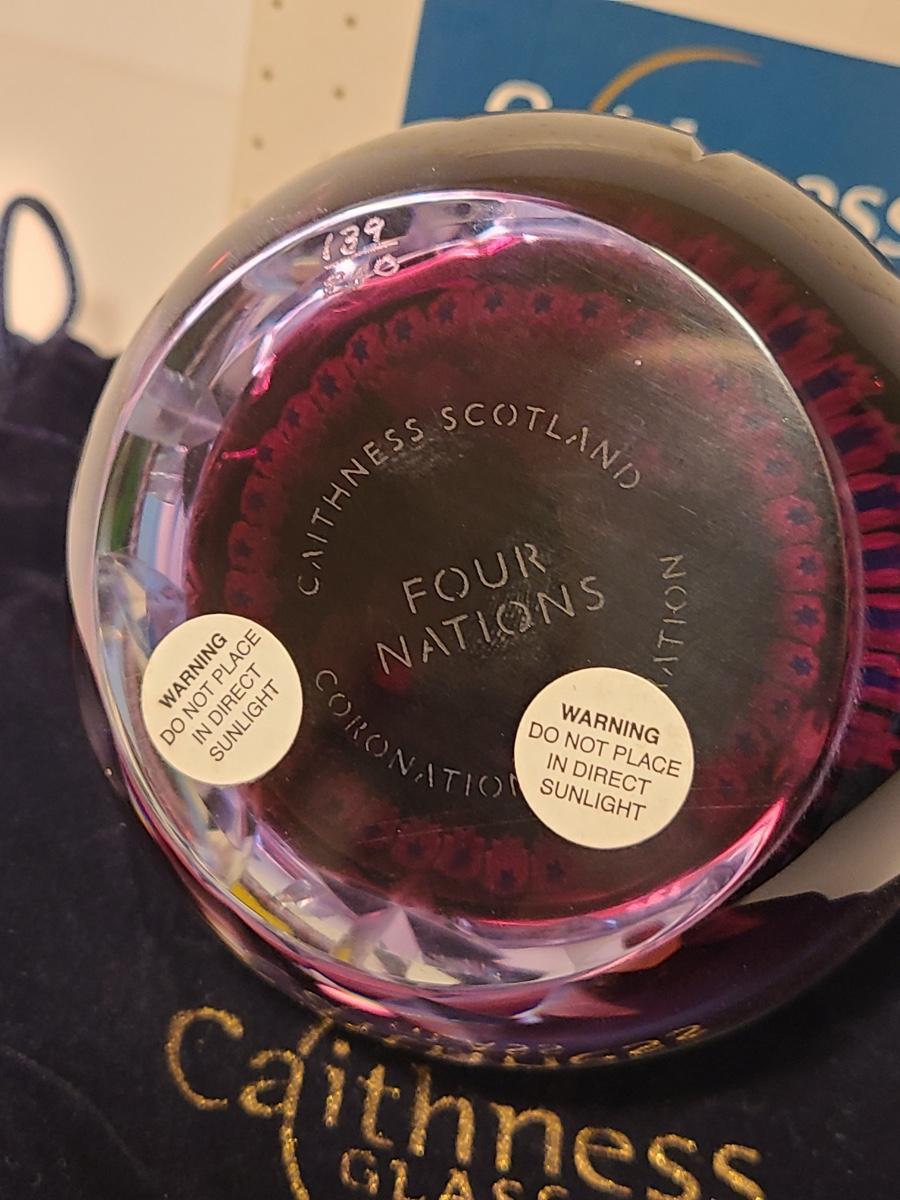 139
CAITHNESS SCOTLAND
FOUR
NATIONS
CORONATION
WARNING
DO NOT PLACE
IN DIRECT
SUNLIGHT
WARNING
DO NOT PLACE
IN DIRECT
SUNLIGHT
Caithness
GLASS